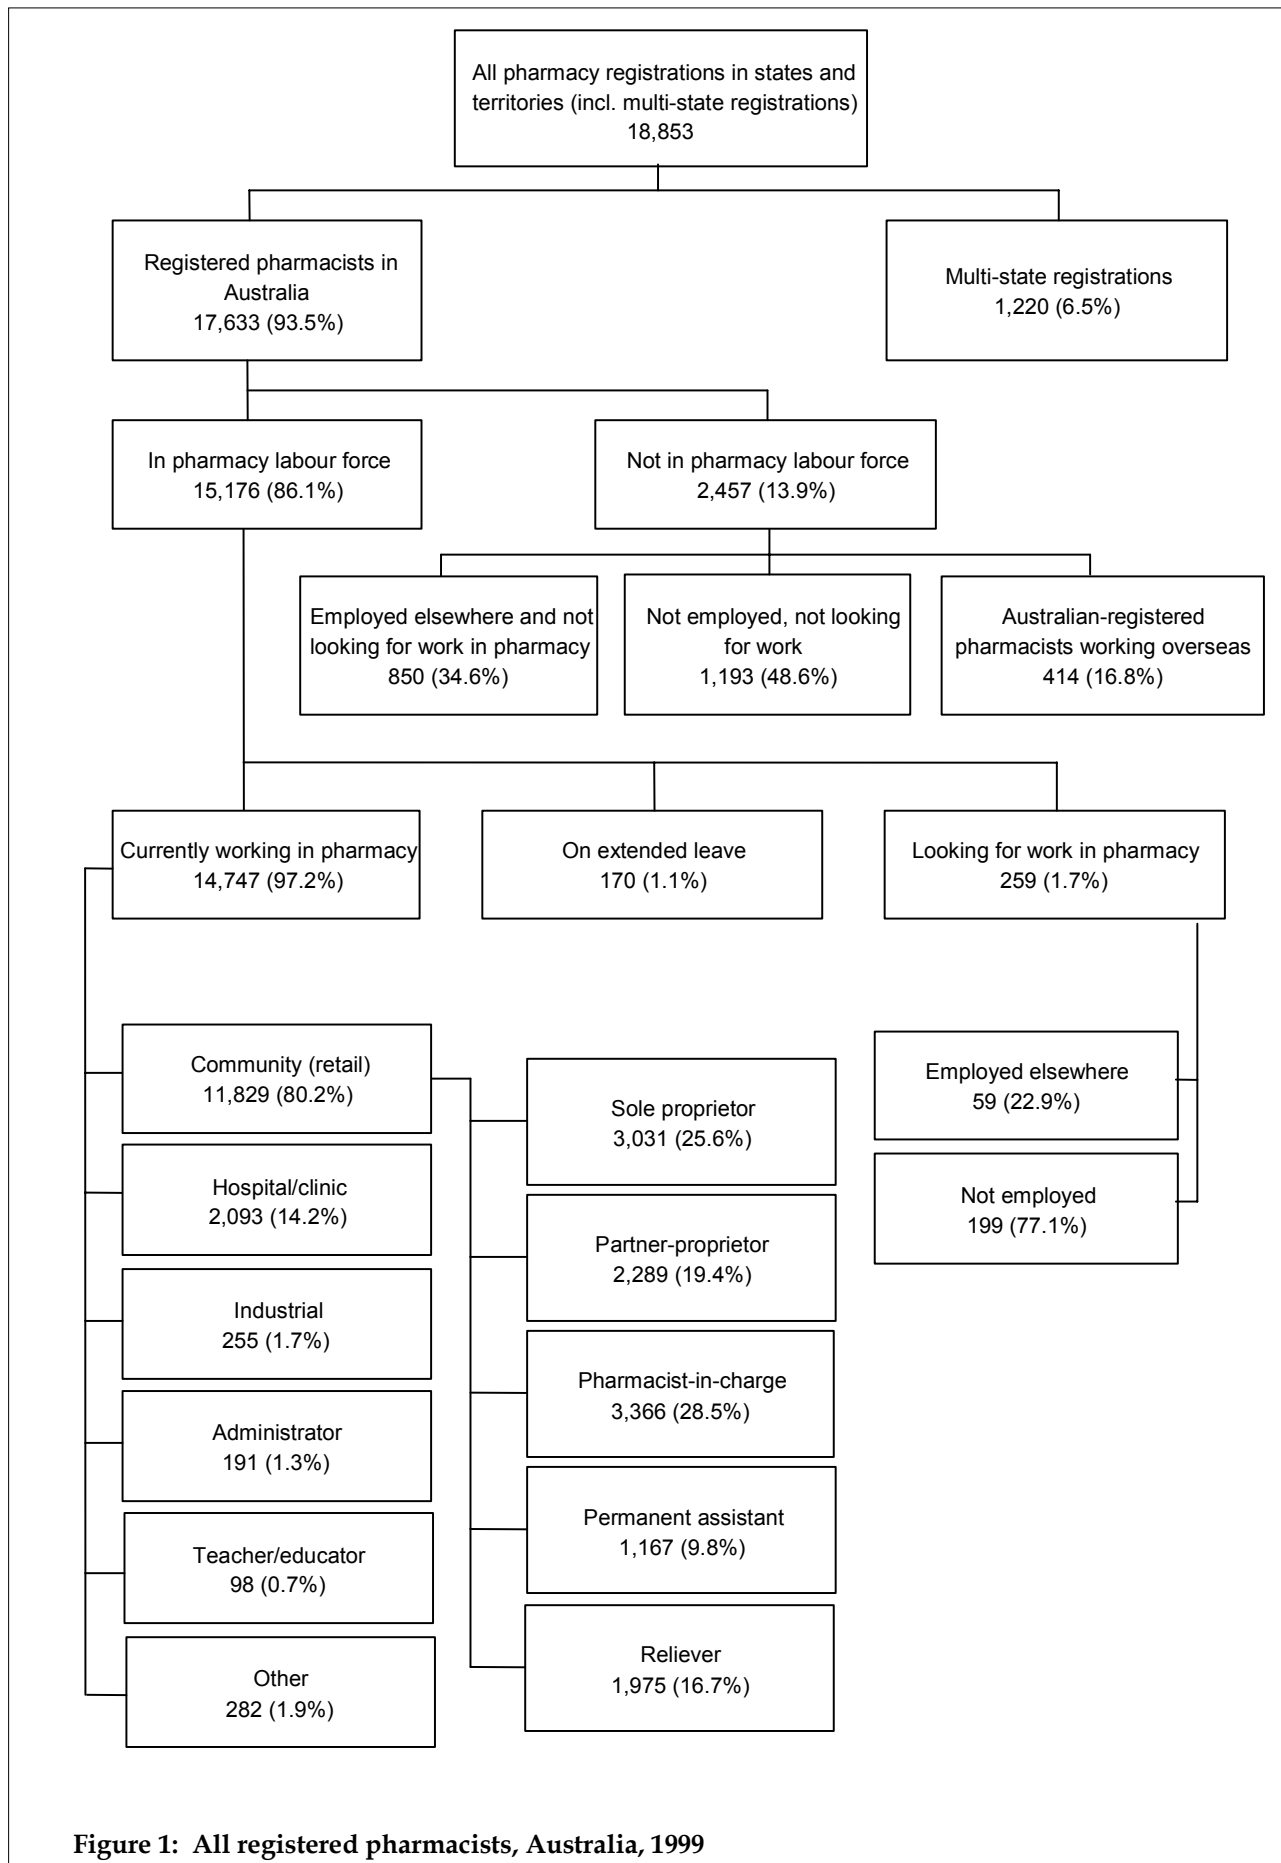 All pharmacy registrations in states and
territories (incl. multi-state registrations)
18,853
Registered pharmacists in
Australia
17,633 (93.5%)
Multi-state registrations
1,220 (6.5%)
In pharmacy labour force
15,176 (86.1%)
Not in pharmacy labour force
2,457 (13.9%)
Employed elsewhere and not
looking for work in pharmacy
850 (34.6%)
Not employed, not looking
for work
1,193 (48.6%)
Australian-registered
pharmacists working overseas
414 (16.8%)
Currently working in pharmacy
14,747 (97.2%)
On extended leave
170 (1.1%)
Looking for work in pharmacy
259 (1.7%)
Community (retail)
11,829 (80.2%)
Hospital/clinic
2,093 (14.2%)
Industrial
255 (1.7%)
Administrator
191 (1.3%)
Teacher/educator
98 (0.7%)
Other
282 (1.9%)
Sole proprietor
3,031 (25.6%)
Partner-proprietor
2,289 (19.4%)
Pharmacist-in-charge
3,366 (28.5%)
Permanent assistant
1,167 (9.8%)
Reliever
1,975 (16.7%)
Employed elsewhere
59 (22.9%)
Not employed
199 (77.1%)
Figure 1:  All registered pharmacists, Australia, 1999